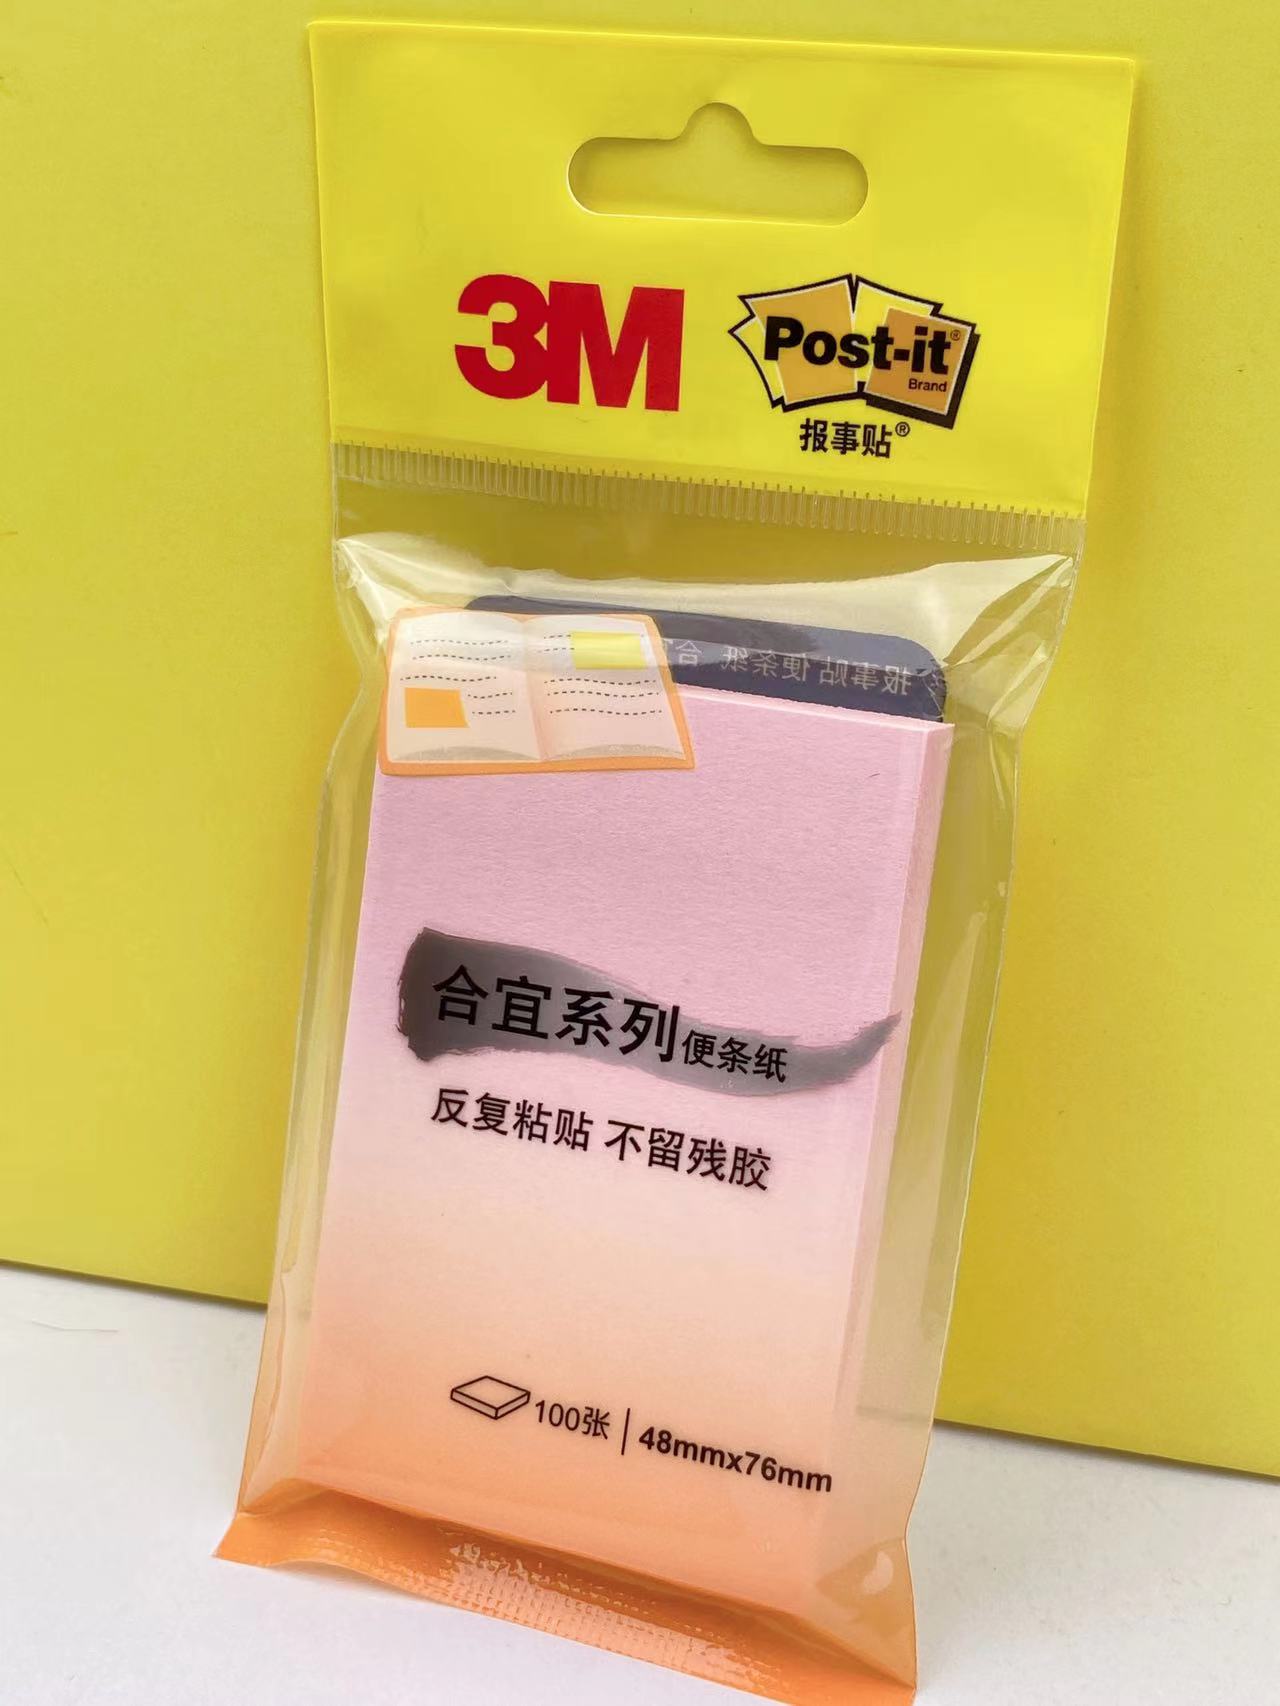 3M
Post-it®
Brand
报事贴®
报事贴 便条纸 合
合宜系列便条纸
反复粘贴 不留残胶
100张 | 48mmx76mm